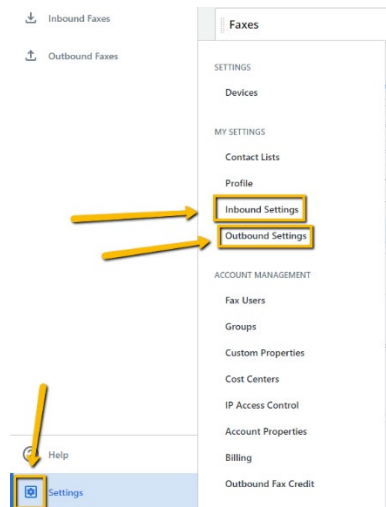 Inbound Faxes
Outbound Faxes
Help
Settings
Faxes
SETTINGS
Devices
MY SETTINGS
Contact Lists
Profile
Inbound Settings
Outbound Settings
ACCOUNT MANAGEMENT
Fax Users
Groups
Custom Properties
Cost Centers
IP Access Control
Account Properties
Billing
Outbound Fax Credit